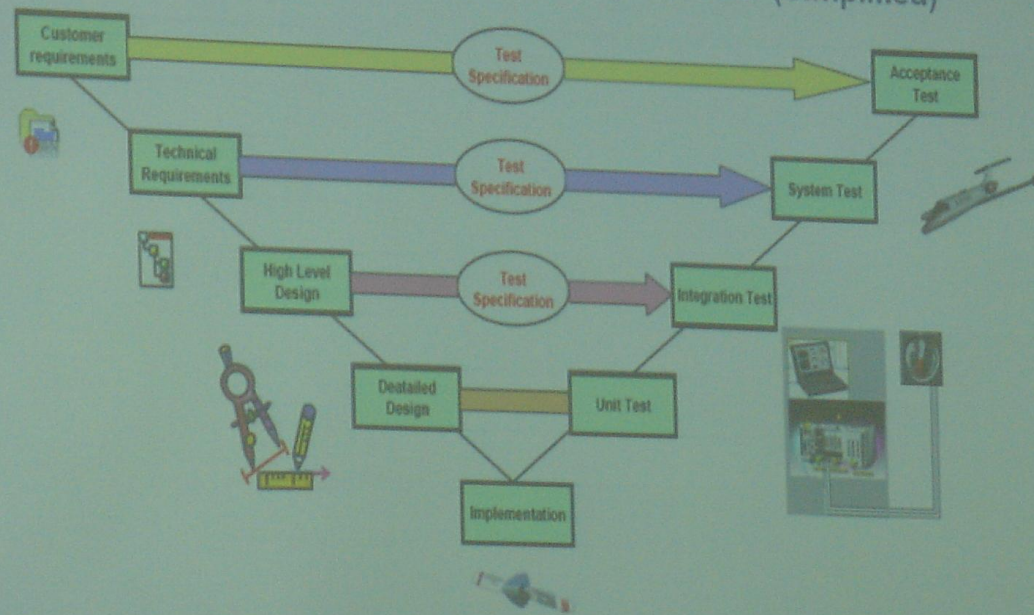 Customer
requirements
Test
Specification
Acceptance
Test
Technical
Requirements
Test
Specification
System Test
High Level
Design
Test
Specification
Integration Test
Deatailed
Design
Unit Test
Implementation